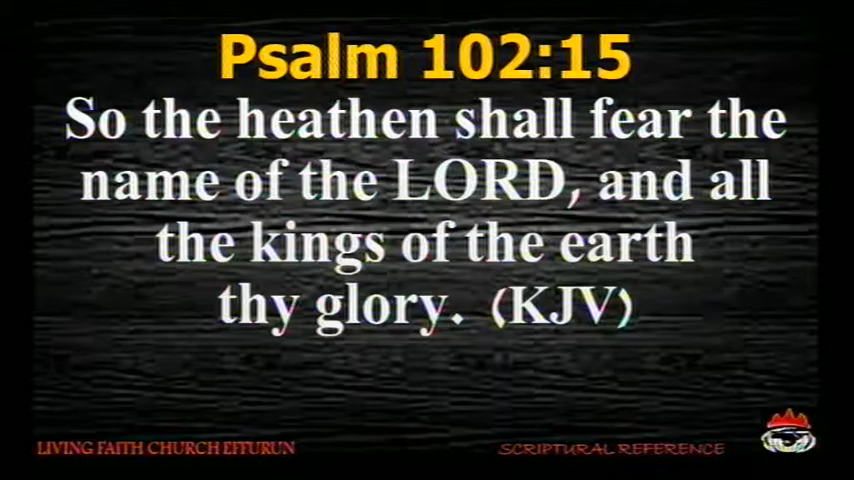 Psalm 102:15
So the heathen shall fear the
name of the LORD, and all
the kings of the earth
thy glory. (KJV)
LIVING FAITH CHURCH EFFURUN
SCRIPTURAL REFERENCE